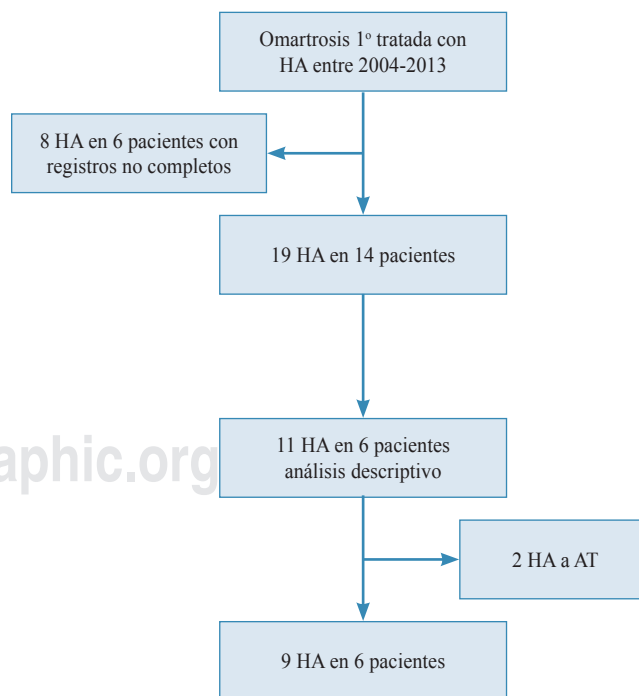 Omartrosis 1º tratada con
HA entre 2004-2013
8 HA en 6 pacientes con
registros no completos
19 HA en 14 pacientes
aphic.org
11 HA en 6 pacientes
análisis descriptivo
2 HA a AT
9 HA en 6 pacientes